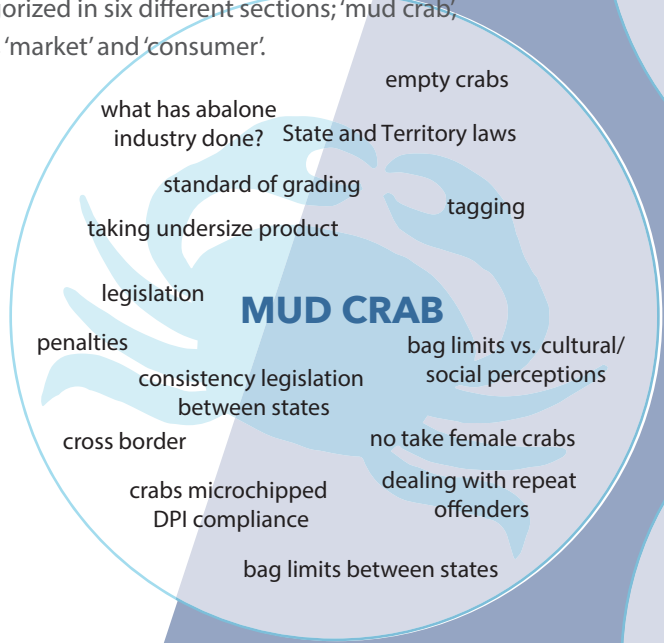 orized in six different sections; ‘mud crab’,
‘market’ and ‘consumer’.
empty crabs
what has abalone
industry done?
State and Territory laws
standard of grading
tagging
taking undersize product
legislation
MUD CRAB
penalties
bag limits vs. cultural/
social perceptions
consistency legislation
between states
cross border
no take female crabs
crabs microchipped
DPI compliance
dealing with repeat
offenders
bag limits between states